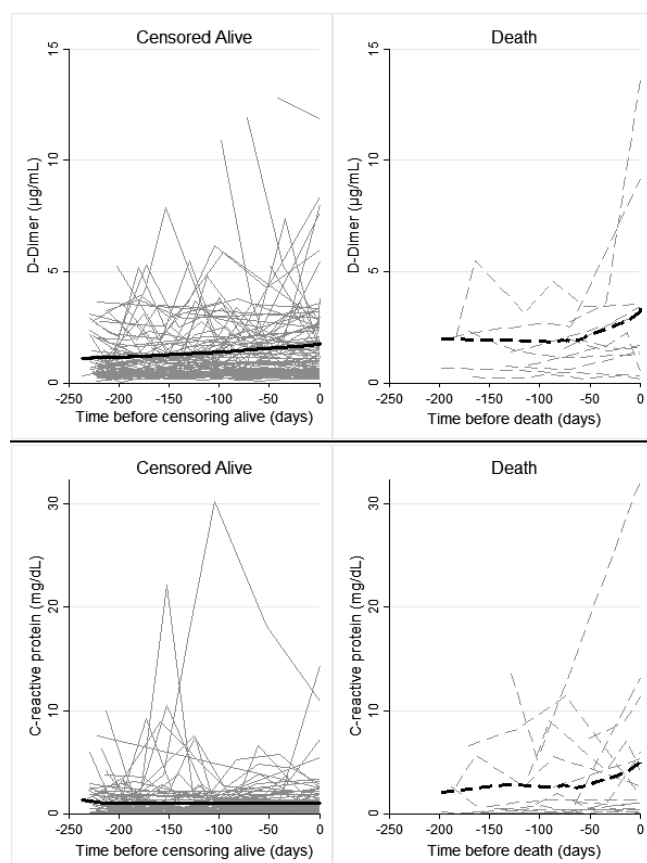 Censored Alive
Death
15
10
5
0
D-Dimer (µg/mL)
-250 -200 -150 -100 -50 0
Time before censoring alive (days)
15
10
5
0
D-Dimer (µg/mL)
-250 -200 -150 -100 -50 0
Time before death (days)
Censored Alive
Death
30
20
10
0
C-reactive protein (mg/dL)
-250 -200 -150 -100 -50 0
Time before censoring alive (days)
30
20
10
0
C-reactive protein (mg/dL)
-250 -200 -150 -100 -50 0
Time before death (days)